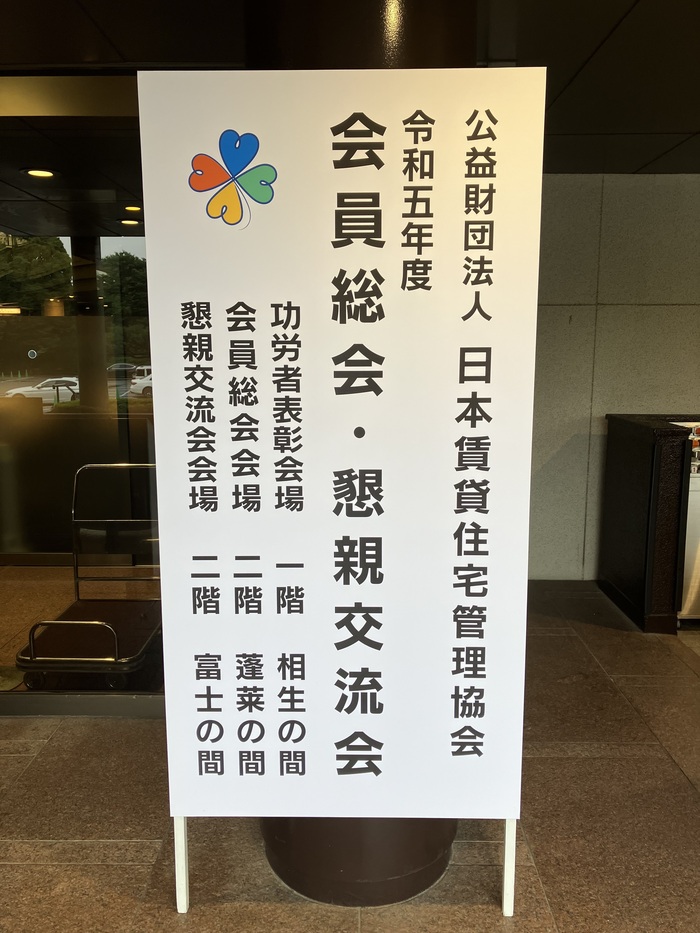 公益財団法人 日本賃貸住宅管理協会
令和五年度
会員総会・懇親交流会
功労者表彰会場 一階 相生の間
会員総会会場 二階 蓬莱の間
懇親交流会会場 二階 富士の間